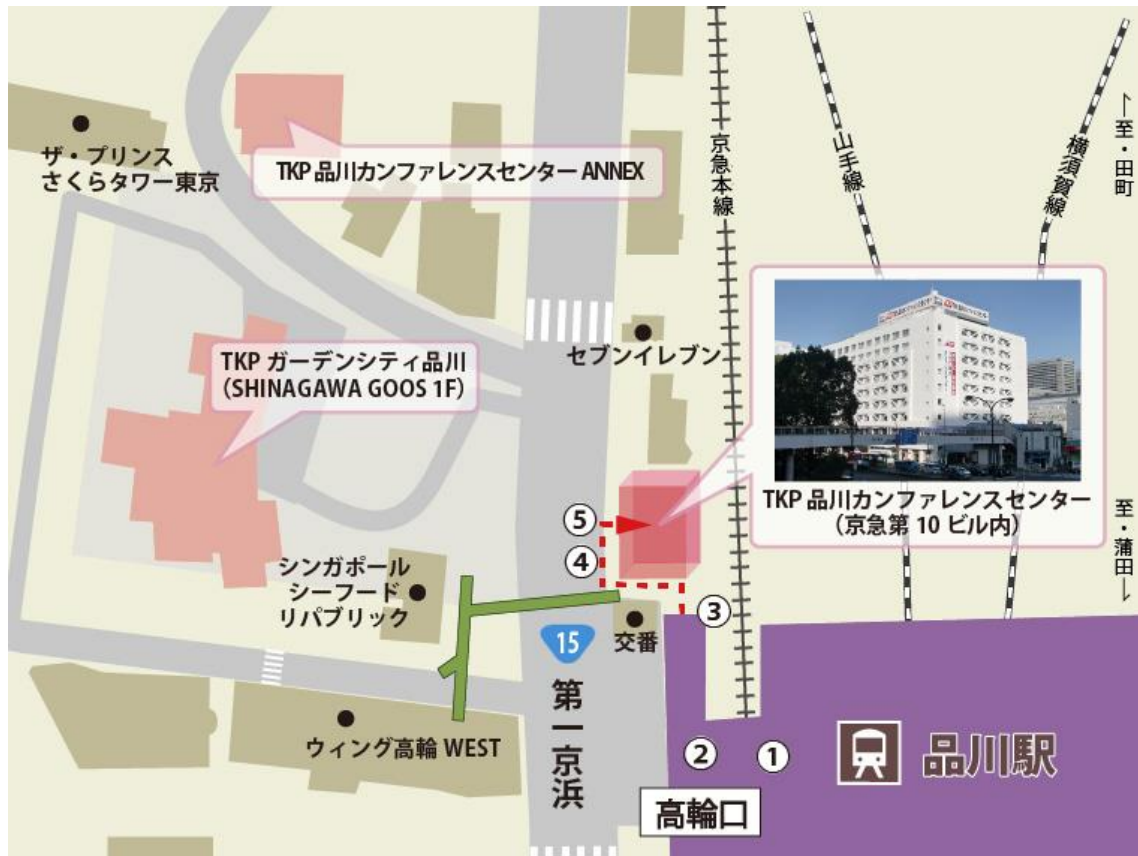 ザ・プリンス
さくらタワー東京
TKP 品川カンファレンスセンター ANNEX
京急本線
山手線
横須賀線
←至・田町
セブンイレブン
TKP ガーデンシティ品川
(SHINAGAWA GOOS 1F)
TKP 品川カンファレンスセンター
(京急第 10 ビル内)
至・蒲田→
シンガポール
シーフード
リパブリック
⑤
④
③
交番
15
第一京浜
ウィング高輪 WEST
②
①
品川駅
高輪口